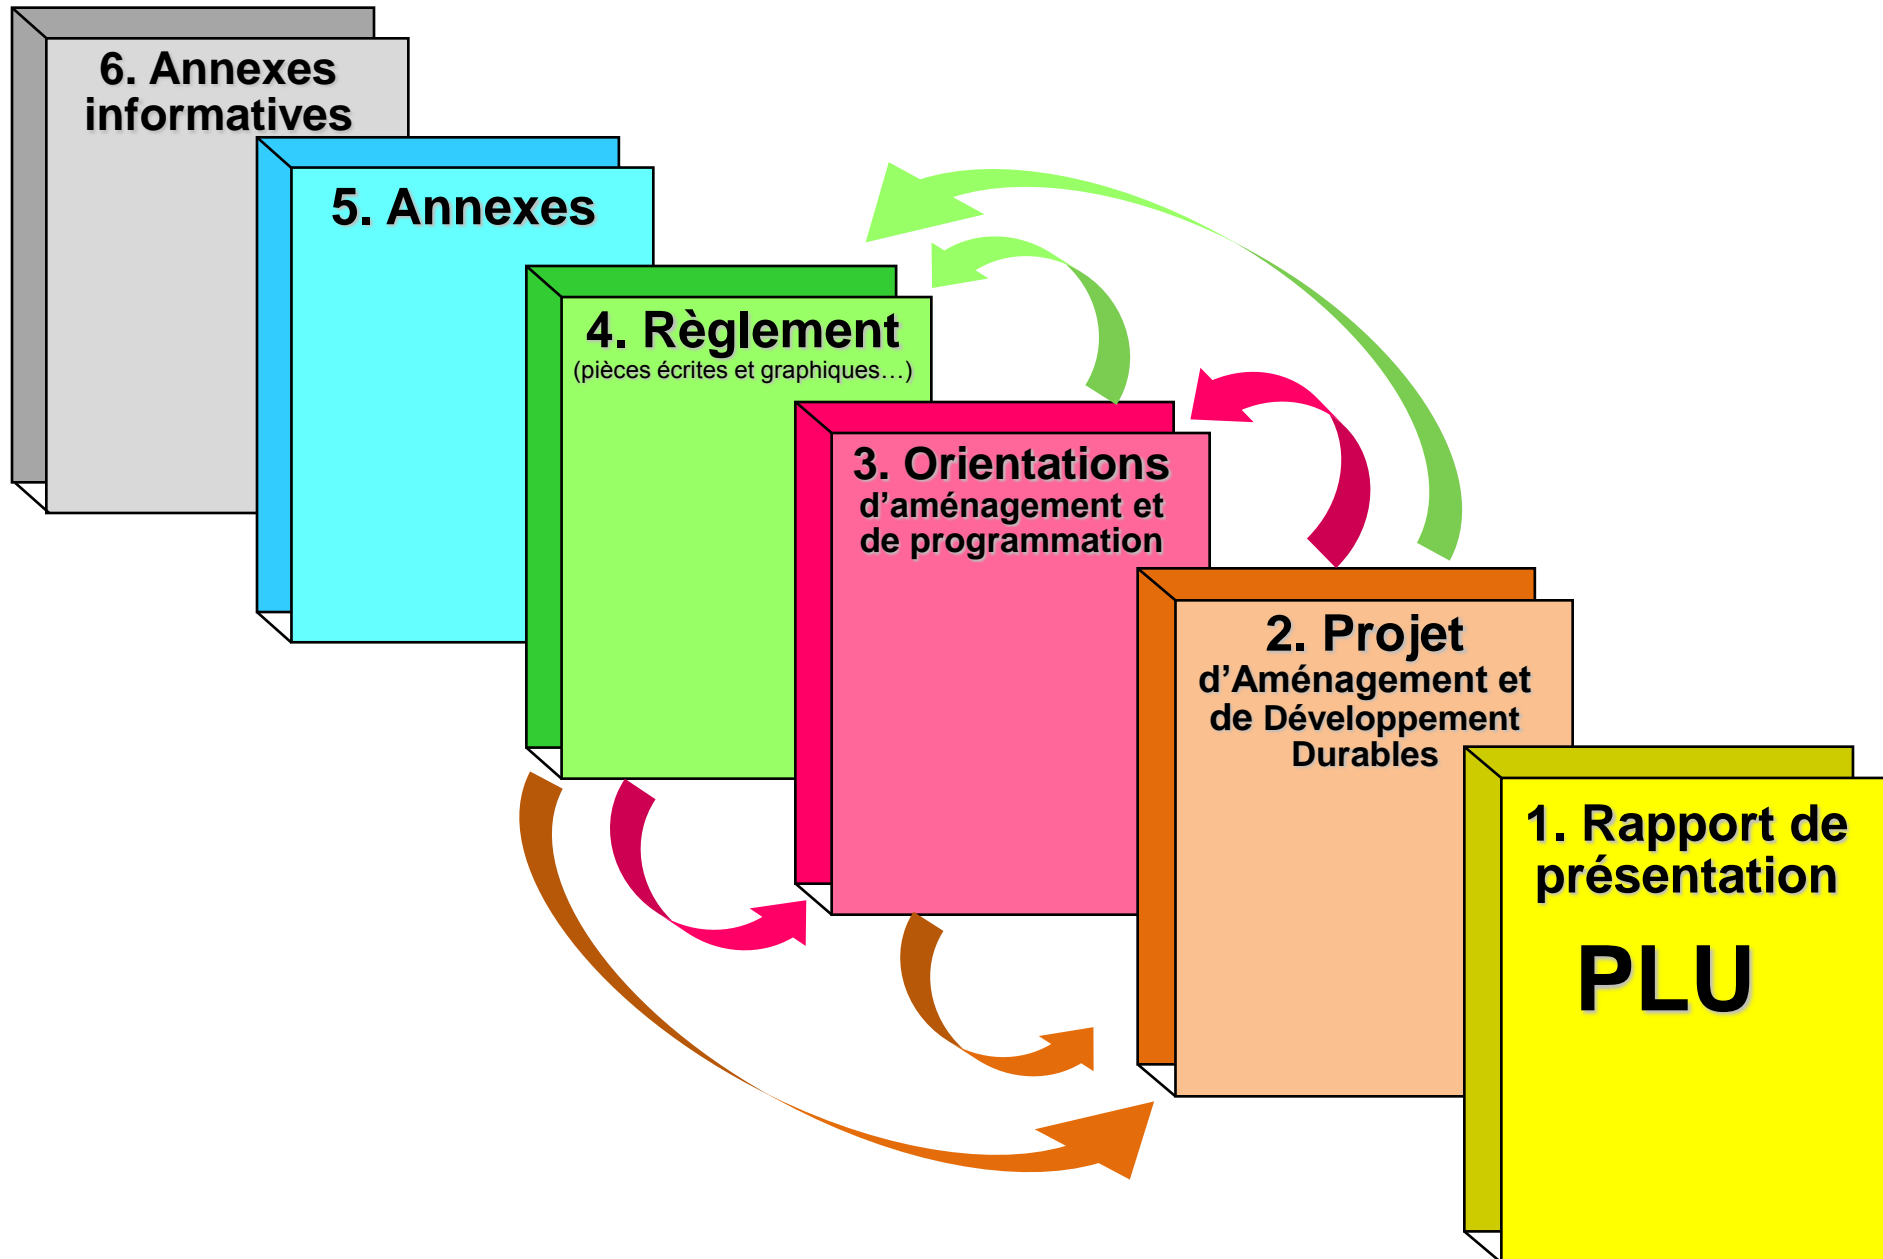 6. Annexes
informatives
5. Annexes
4. Règlement
(pièces écrites et graphiques…)
3. Orientations
d’aménagement et
de programmation
2. Projet
d’Aménagement et
de Développement
Durables
1. Rapport de
présentation
PLU